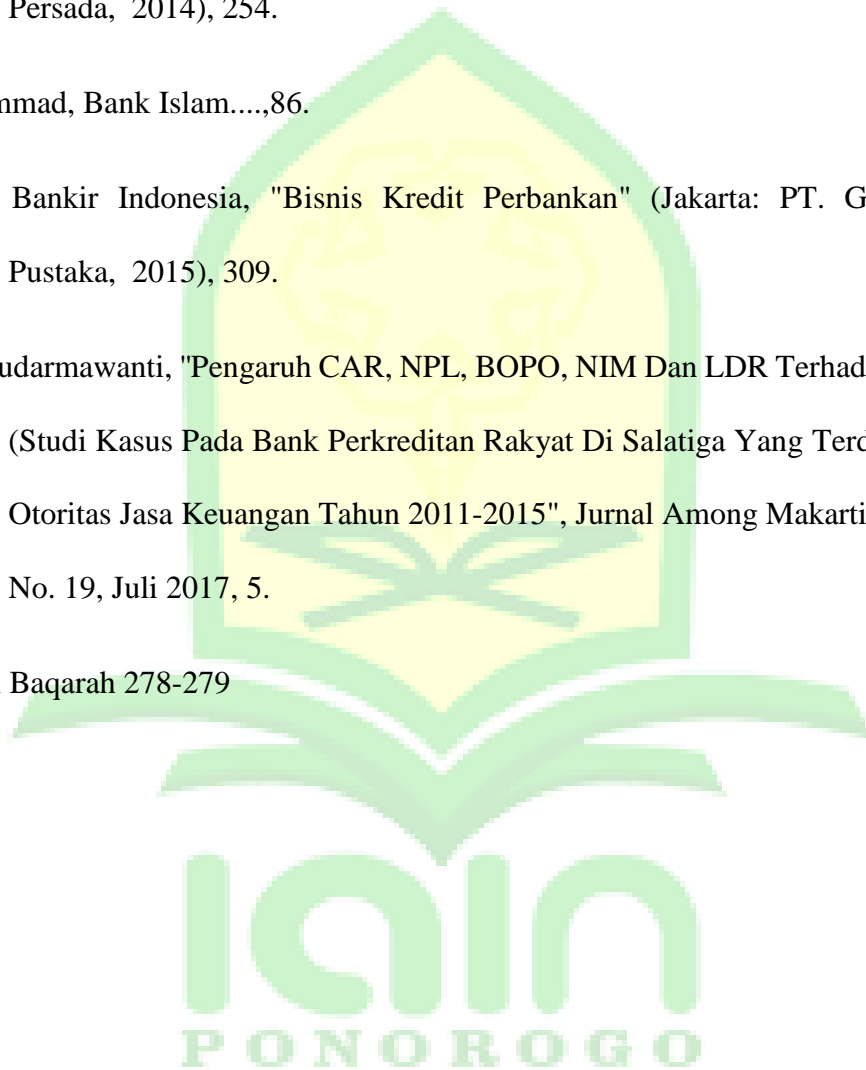 Persada, 2014), 254.
mmad, Bank Islam....,86.
Bankir Indonesia, "Bisnis Kredit Perbankan" (Jakarta: PT. G
Pustaka, 2015), 309.
udarmawanti, "Pengaruh CAR, NPL, BOPO, NIM Dan LDR Terhad
(Studi Kasus Pada Bank Perkreditan Rakyat Di Salatiga Yang Terd
Otoritas Jasa Keuangan Tahun 2011-2015", Jurnal Among Makarti
No. 19, Juli 2017, 5.
Baqarah 278-279
iain
PONOROGO